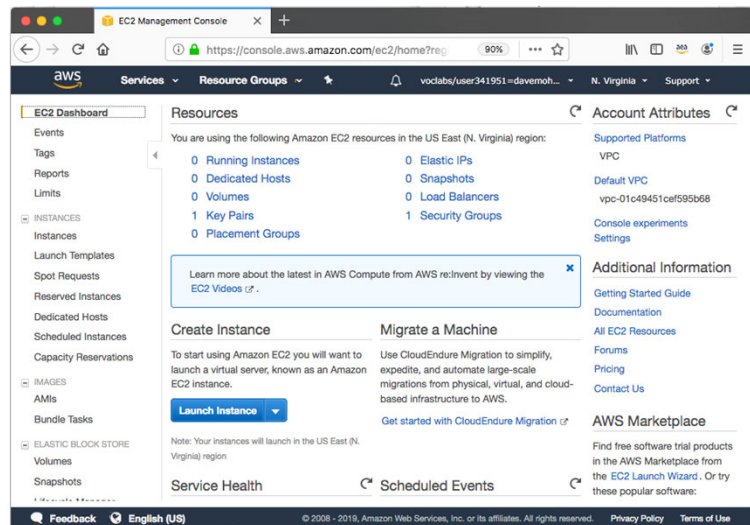 EC2 Management Console
https://console.aws.amazon.com/ec2/home?reg
90%
aws
Services
Resource Groups
voclabs/user341951=davemoh...
N. Virginia
Support
EC2 Dashboard
Events
Tags
Reports
Limits
INSTANCES
Instances
Launch Templates
Spot Requests
Reserved Instances
Dedicated Hosts
Scheduled Instances
Capacity Reservations
IMAGES
AMIs
Bundle Tasks
ELASTIC BLOCK STORE
Volumes
Snapshots
Lifecycle Manager
Resources
You are using the following Amazon EC2 resources in the US East (N. Virginia) region:
0 Running Instances
0 Dedicated Hosts
0 Volumes
1 Key Pairs
0 Placement Groups
0 Elastic IPs
0 Snapshots
0 Load Balancers
1 Security Groups
Learn more about the latest in AWS Compute from AWS re:Invent by viewing the
EC2 Videos .
Create Instance
To start using Amazon EC2 you will want to
launch a virtual server, known as an Amazon
EC2 instance.
Launch Instance
Note: Your instances will launch in the US East (N.
Virginia) region
Migrate a Machine
Use CloudEndure Migration to simplify,
expedite, and automate large-scale
migrations from physical, virtual, and cloud-
based infrastructure to AWS.
Get started with CloudEndure Migration
Service Health
Scheduled Events
Account Attributes
Supported Platforms
VPC
Default VPC
vpc-01c49451cef595b68
Console experiments
Settings
Additional Information
Getting Started Guide
Documentation
All EC2 Resources
Forums
Pricing
Contact Us
AWS Marketplace
Find free software trial products
in the AWS Marketplace from
the EC2 Launch Wizard. Or try
these popular software:
Feedback
English (US)
© 2008 - 2019, Amazon Web Services, Inc. or its affiliates. All rights reserved.
Privacy Policy
Terms of Use